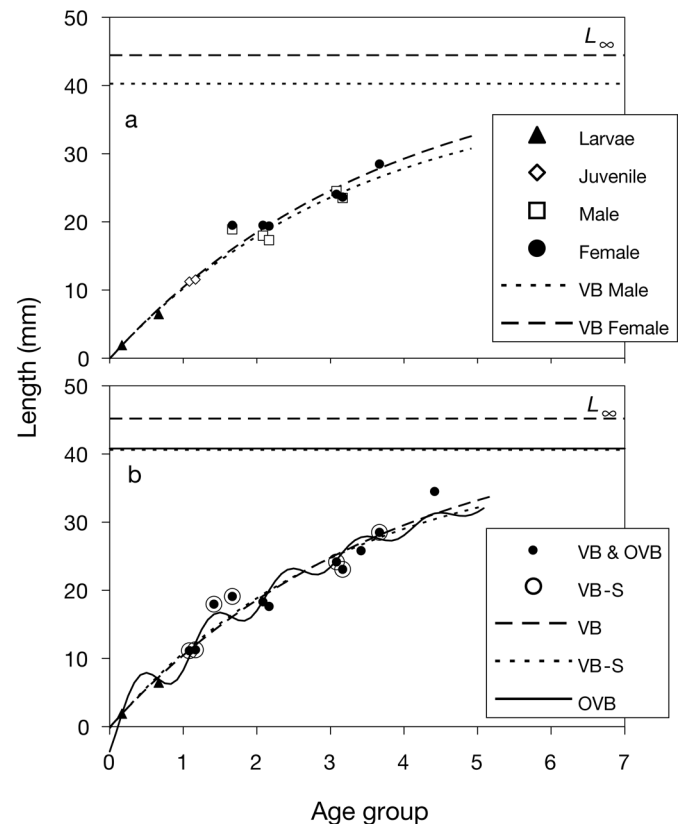 50
40
30
20
10
0
L∞
a
Larvae
Juvenile
Male
Female
VB Male
VB Female
Length (mm)
50
40
30
20
10
0
L∞
b
VB & OVB
VB-S
VB
VB-S
OVB
0 1 2 3 4 5 6 7
Age group